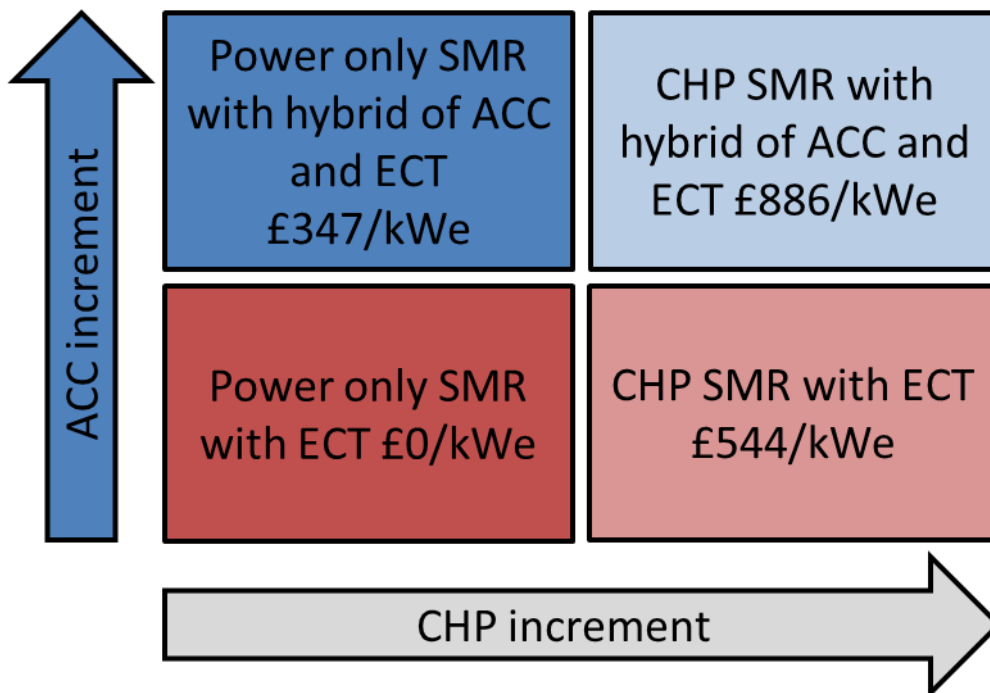 ACC increment
Power only SMR
with hybrid of ACC
and ECT
£347/kWe
CHP SMR with
hybrid of ACC and
ECT £886/kWe
Power only SMR
with ECT £0/kWe
CHP SMR with ECT
£544/kWe
CHP increment